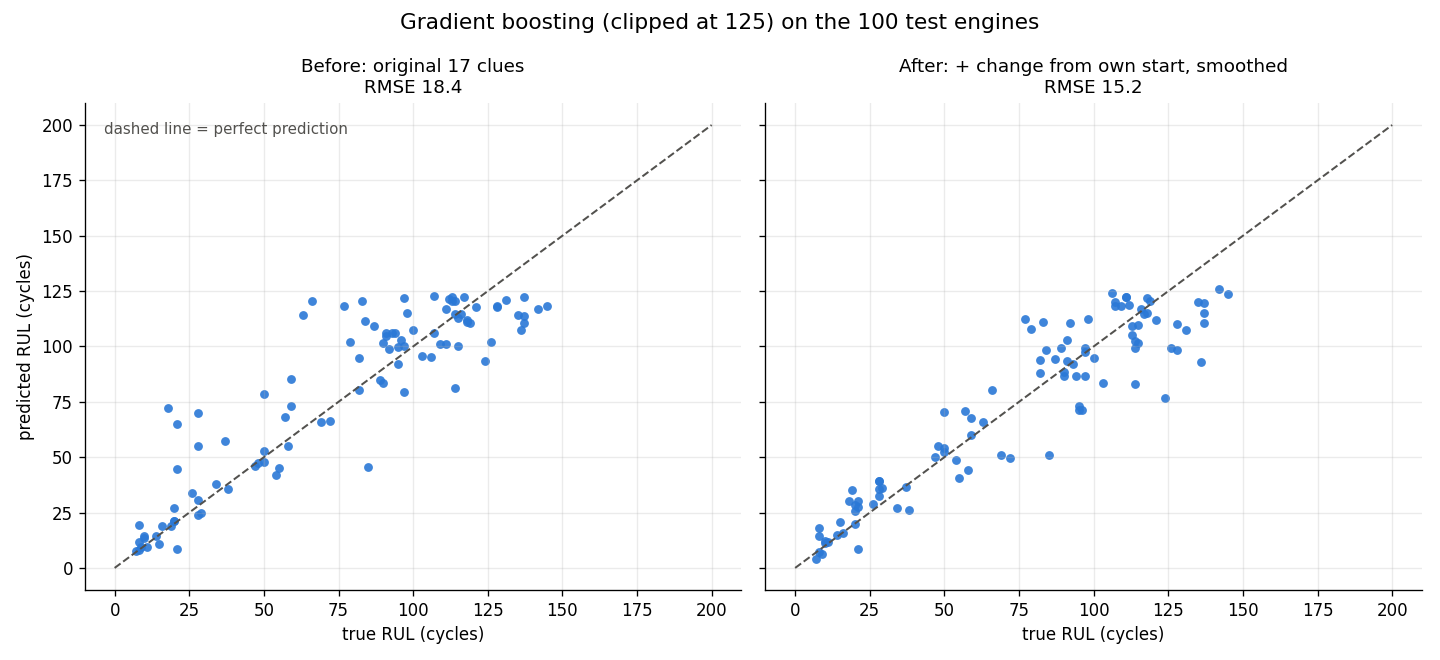 Gradient boosting (clipped at 125) on the 100 test engines
Before: original 17 clues
RMSE 18.4
dashed line = perfect prediction
predicted RUL (cycles)
200
175
150
125
100
75
50
25
0
0 25 50 75 100 125 150 175 200
true RUL (cycles)
After: + change from own start, smoothed
RMSE 15.2
0 25 50 75 100 125 150 175 200
true RUL (cycles)